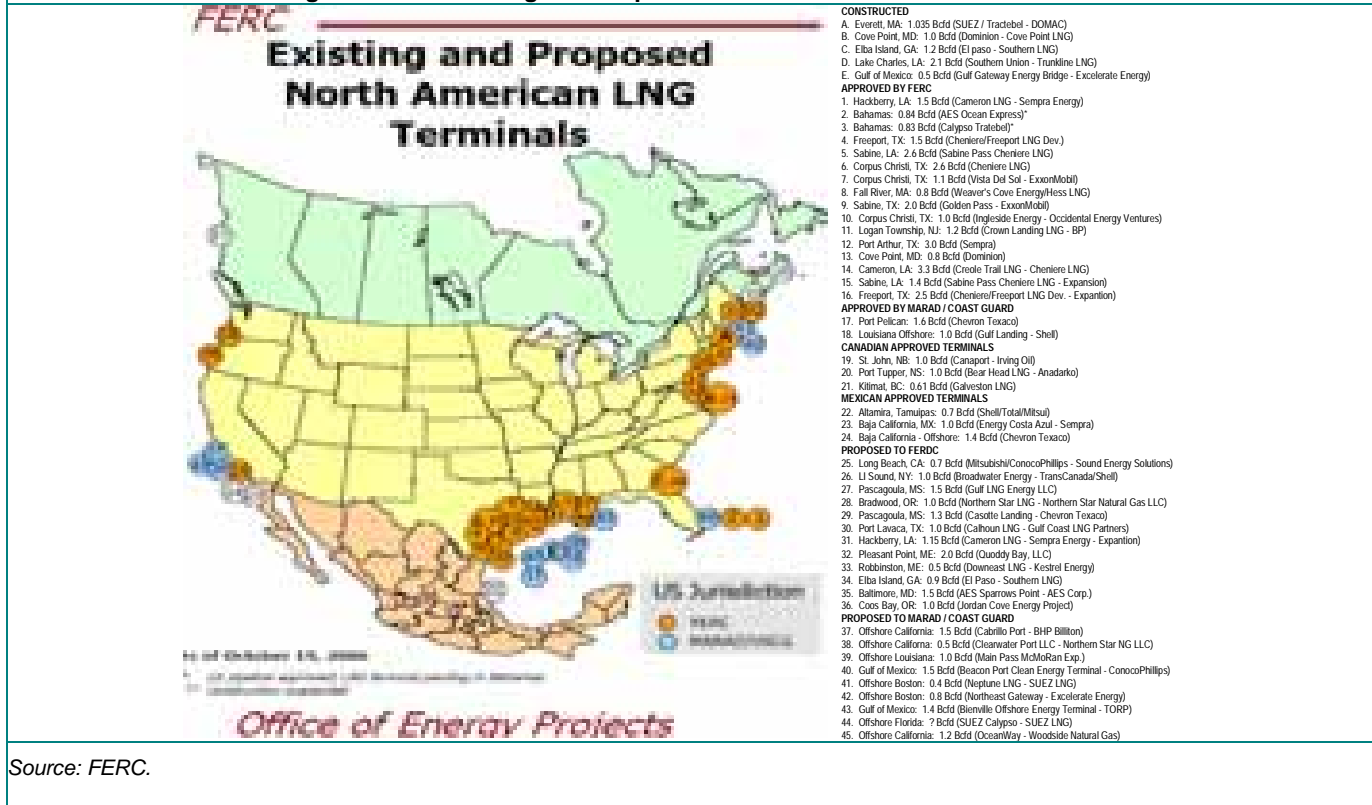 FERC
Existing and Proposed
North American LNG
Terminals
US Jurisdiction
FERC
as of October 15, 2006
Office of Energy Projects
CONSTRUCTED
A. Everett, MA: 1.035 Bcfd (SUEZ / Tractebel - DOMAC)
B. Cove Point, MD: 1.0 Bcfd (Dominion - Cove Point LNG)
C. Elba Island, GA: 1.2 Bcfd (El paso - Southern LNG)
D. Lake Charles, LA: 2.1 Bcfd (Southern Union - Trunkline LNG)
E. Gulf of Mexico: 0.5 Bcfd (Gulf Gateway Energy Bridge - Excelerate Energy)
APPROVED BY FERC
1. Hackberry, LA: 1.5 Bcfd (Cameron LNG - Sempra Energy)
2. Bahamas: 0.84 Bcfd (AES Ocean Express)*
3. Bahamas: 0.83 Bcfd (Calypso Tratebel)*
4. Freeport, TX: 1.5 Bcfd (Cheniere/Freeport LNG Dev.)
5. Sabine, LA: 2.6 Bcfd (Sabine Pass Cheniere LNG)
6. Corpus Christi, TX: 2.6 Bcfd (Cheniere LNG)
7. Corpus Christi, TX: 1.1 Bcfd (Vista Del Sol - ExxonMobil)
8. Fall River, MA: 0.8 Bcfd (Weaver's Cove Energy/Hess LNG)
9. Sabine, TX: 2.0 Bcfd (Golden Pass - ExxonMobil)
10. Corpus Christi, TX: 1.0 Bcfd (Ingleside Energy - Occidental Energy Ventures)
11. Logan Township, NJ: 1.2 Bcfd (Crown Landing LNG - BP)
12. Port Arthur, TX: 3.0 Bcfd (Sempra)
13. Cove Point, MD: 0.8 Bcfd (Dominion)
14. Cameron, LA: 3.3 Bcfd (Creole Trail LNG - Cheniere LNG)
15. Sabine, LA: 1.4 Bcfd (Sabine Pass Cheniere LNG - Expansion)
16. Freeport, TX: 2.5 Bcfd (Cheniere/Freeport LNG Dev. - Expantion)
APPROVED BY MARAD / COAST GUARD
17. Port Pelican: 1.6 Bcfd (Chevron Texaco)
18. Louisiana Offshore: 1.0 Bcfd (Gulf Landing - Shell)
CANADIAN APPROVED TERMINALS
19. St. John, NB: 1.0 Bcfd (Canaport - Irving Oil)
20. Port Tupper, NS: 1.0 Bcfd (Bear Head LNG - Anadarko)
21. Kitimat, BC: 0.61 Bcfd (Galveston LNG)
MEXICAN APPROVED TERMINALS
22. Altamira, Tamuipas: 0.7 Bcfd (Shell/Total/Mitsui)
23. Baja California, MX: 1.0 Bcfd (Energy Costa Azul - Sempra)
24. Baja California - Offshore: 1.4 Bcfd (Chevron Texaco)
PROPOSED TO FERDC
25. Long Beach, CA: 0.7 Bcfd (Mitsubishi/ConocoPhillips - Sound Energy Solutions)
26. LI Sound, NY: 1.0 Bcfd (Broadwater Energy - TransCanada/Shell)
27. Pascagoula, MS: 1.5 Bcfd (Gulf LNG Energy LLC)
28. Bradwood, OR: 1.0 Bcfd (Northern Star LNG - Northern Star Natural Gas LLC)
29. Pascagoula, MS: 1.3 Bcfd (Casotte Landing - Chevron Texaco)
30. Port Lavaca, TX: 1.0 Bcfd (Calhoun LNG - Gulf Coast LNG Partners)
31. Hackberry, LA: 1.15 Bcfd (Cameron LNG - Sempra Energy - Expantion)
32. Pleasant Point, ME: 2.0 Bcfd (Quoddy Bay, LLC)
33. Robbinston, ME: 0.5 Bcfd (Downeast LNG - Kestrel Energy)
34. Elba Island, GA: 0.9 Bcfd (El Paso - Southern LNG)
35. Baltimore, MD: 1.5 Bcfd (AES Sparrows Point - AES Corp.)
36. Coos Bay, OR: 1.0 Bcfd (Jordan Cove Energy Project)
PROPOSED TO MARAD / COAST GUARD
37. Offshore California: 1.5 Bcfd (Cabrillo Port - BHP Billiton)
38. Offshore Californa: 0.5 Bcfd (Clearwater Port LLC - Northern Star NG LLC)
39. Offshore Louisiana: 1.0 Bcfd (Main Pass McMoRan Exp.)
40. Gulf of Mexico: 1.5 Bcfd (Beacon Port Clean Energy Terminal - ConocoPhillips)
41. Offshore Boston: 0.4 Bcfd (Neptune LNG - SUEZ LNG)
42. Offshore Boston: 0.8 Bcfd (Northeast Gateway - Excelerate Energy)
43. Gulf of Mexico: 1.4 Bcfd (Bienville Offshore Energy Terminal - TORP)
44. Offshore Florida: ? Bcfd (SUEZ Calypso - SUEZ LNG)
45. Offshore California: 1.2 Bcfd (OceanWay - Woodside Natural Gas)
Source: FERC.